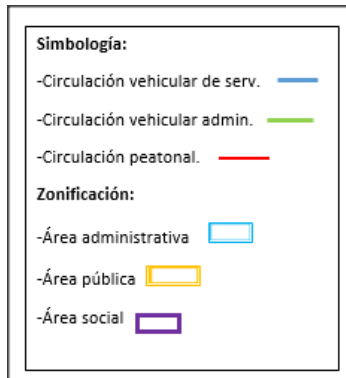 Simbología:
-Circulación vehicular de serv.
-Circulación vehicular admin.
-Circulación peatonal.
Zonificación:
-Área administrativa
-Área pública
-Área social